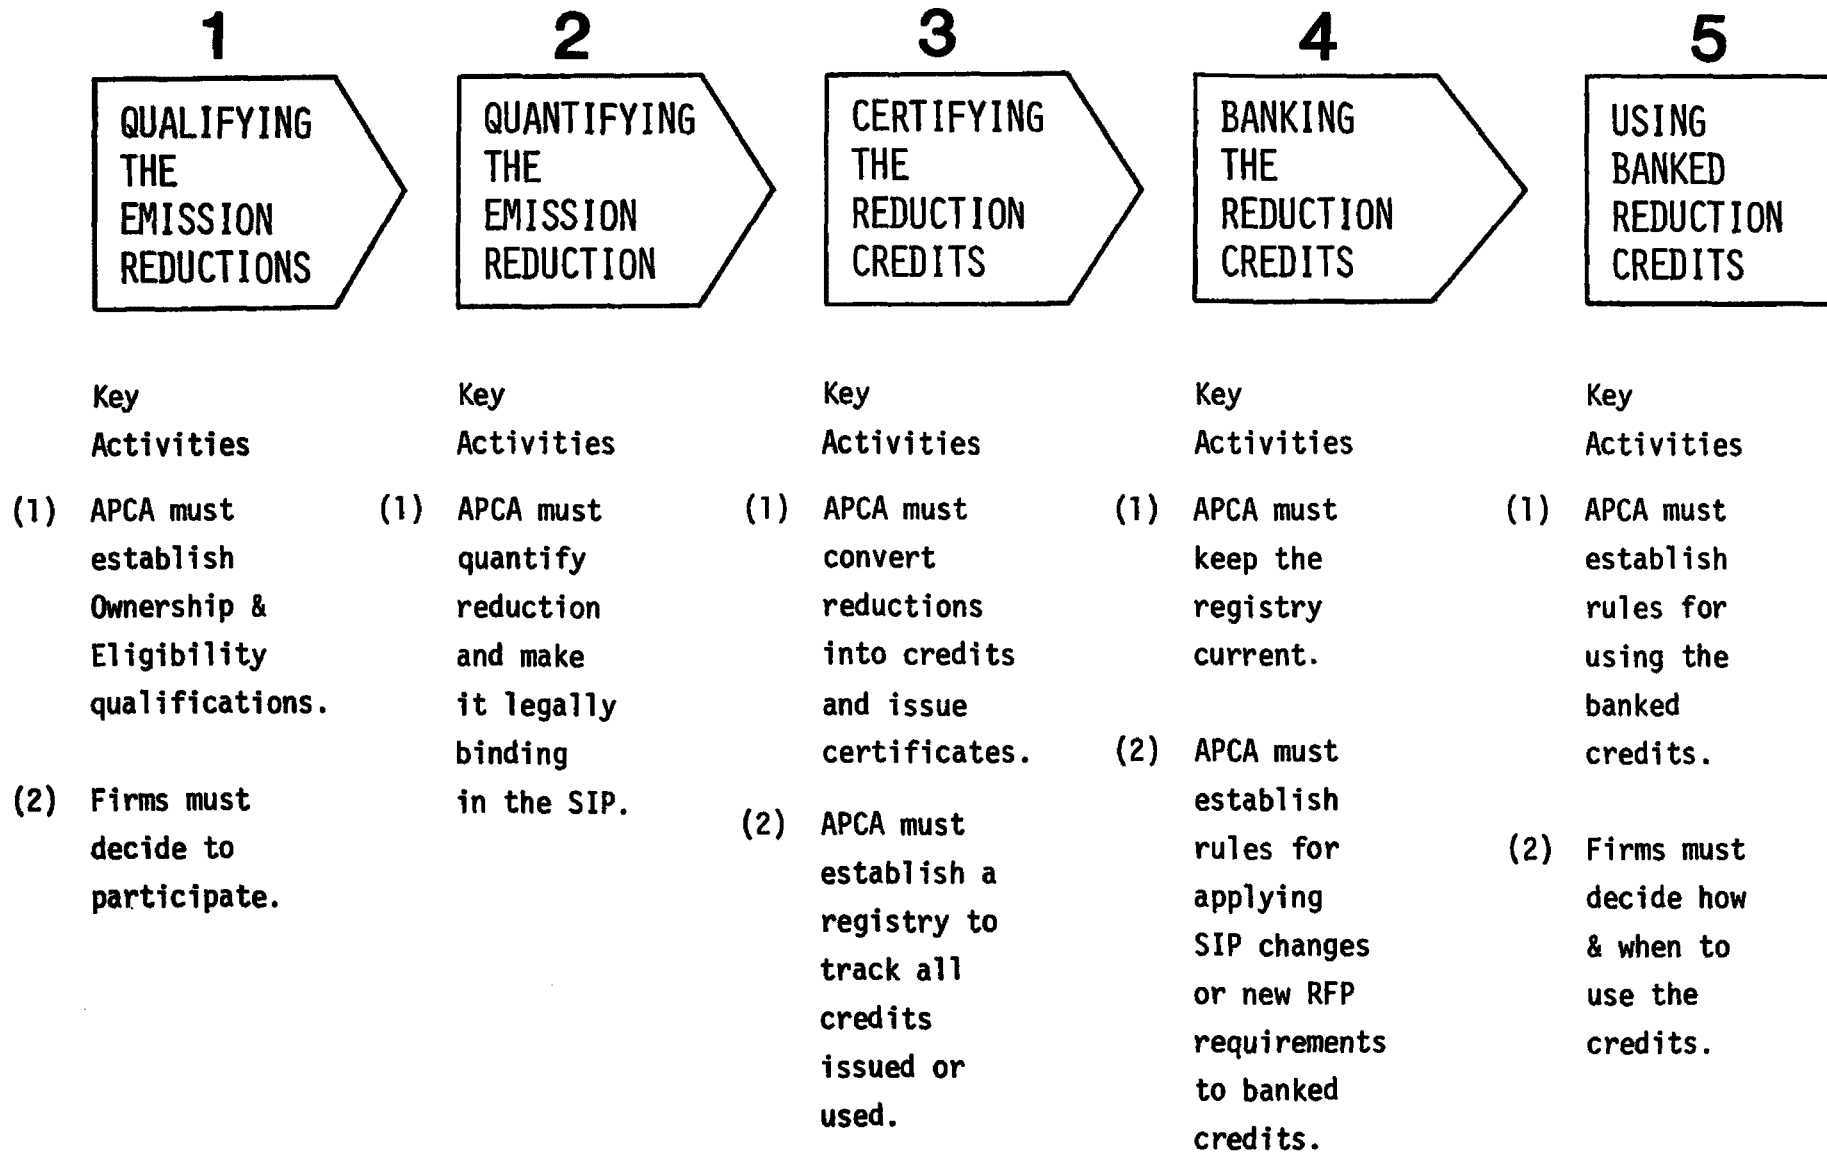 1
QUALIFYING
THE
EMISSION
REDUCTIONS
Key
Activities
(1) APCA must
establish
Ownership &
Eligibility
qualifications.
(2) Firms must
decide to
participate.
2
QUANTIFYING
THE
EMISSION
REDUCTION
Key
Activities
(1) APCA must
quantify
reduction
and make
it legally
binding
in the SIP.
3
CERTIFYING
THE
REDUCTION
CREDITS
Key
Activities
(1) APCA must
convert
reductions
into credits
and issue
certificates.
(2) APCA must
establish a
registry to
track all
credits
issued or
used.
4
BANKING
THE
REDUCTION
CREDITS
Key
Activities
(1) APCA must
keep the
registry
current.
(2) APCA must
establish
rules for
applying
SIP changes
or new RFP
requirements
to banked
credits.
5
USING
BANKED
REDUCTION
CREDITS
Key
Activities
(1) APCA must
establish
rules for
using the
banked
credits.
(2) Firms must
decide how
& when to
use the
credits.